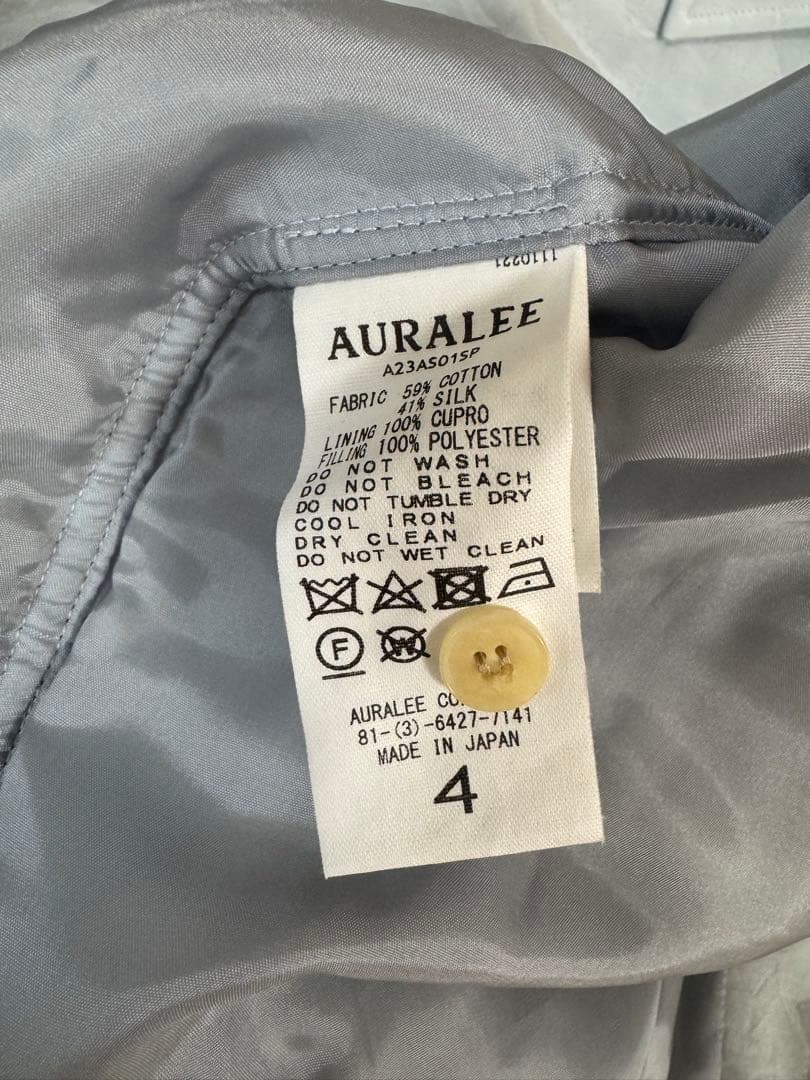 1110221
AURALEE
A23AS01SP
FABRIC 59% COTTON
41% SILK
LINING 100% CUPRO
FILLING 100% POLYESTER
DO NOT WASH
DO NOT BLEACH
DO NOT TUMBLE DRY
COOL IRON
DRY CLEAN
DO NOT WET CLEAN
F W
AURALEE
81-(3)-6427-7141
MADE IN JAPAN
4